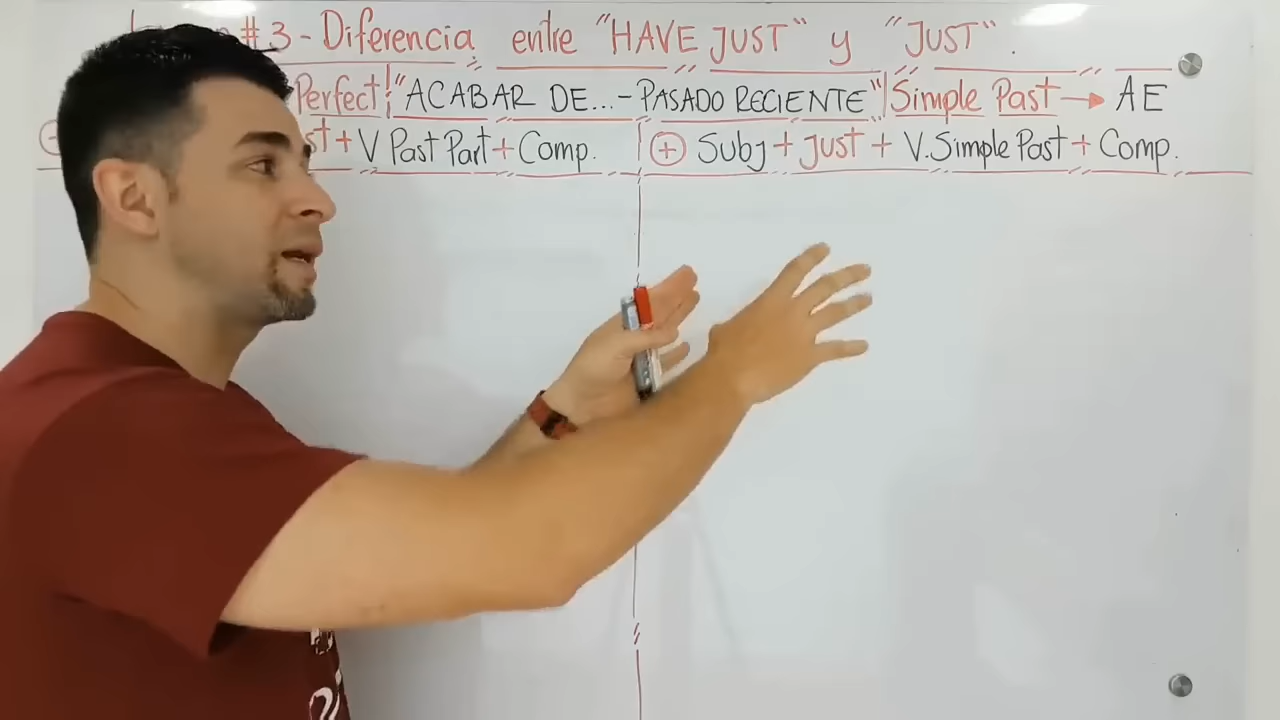 #3 - Diferencia entre "HAVE JUST" y "JUST".
Perfect "ACABAR DE... - PASADO RECIENTE" Simple Past → AE
+ V Past Part + Comp. + Subj + Just + V.Simple Past + Comp.